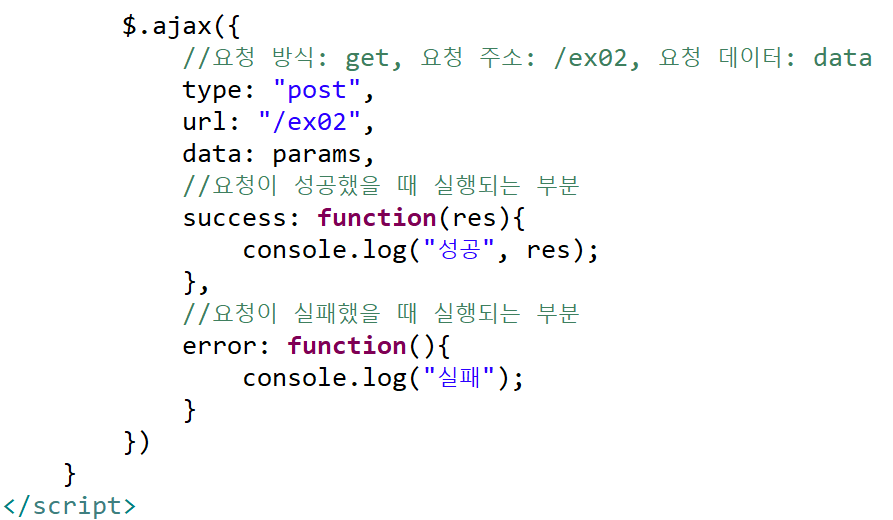 $.ajax({
//요청 방식: get, 요청 주소: /ex02, 요청 데이터: data
type: "post",
url: "/ex02",
data: params,
//요청이 성공했을 때 실행되는 부분
success: function(res){
console.log("성공", res);
},
//요청이 실패했을 때 실행되는 부분
error: function(){
console.log("실패");
}
})
}
</script>